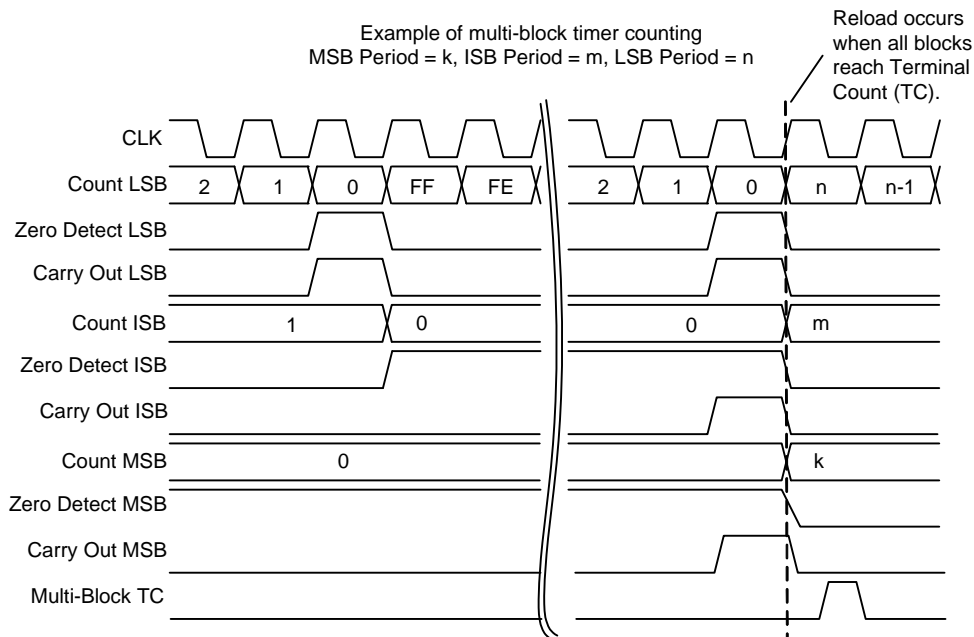 Example of multi-block timer counting
MSB Period = k, ISB Period = m, LSB Period = n
Reload occurs
when all blocks
reach Terminal
Count (TC).
CLK
Count LSB 2 1 0 FF FE 2 1 0 n n-1
Zero Detect LSB
Carry Out LSB
Count ISB 1 0 0 m
Zero Detect ISB
Carry Out ISB
Count MSB 0 k
Zero Detect MSB
Carry Out MSB
Multi-Block TC